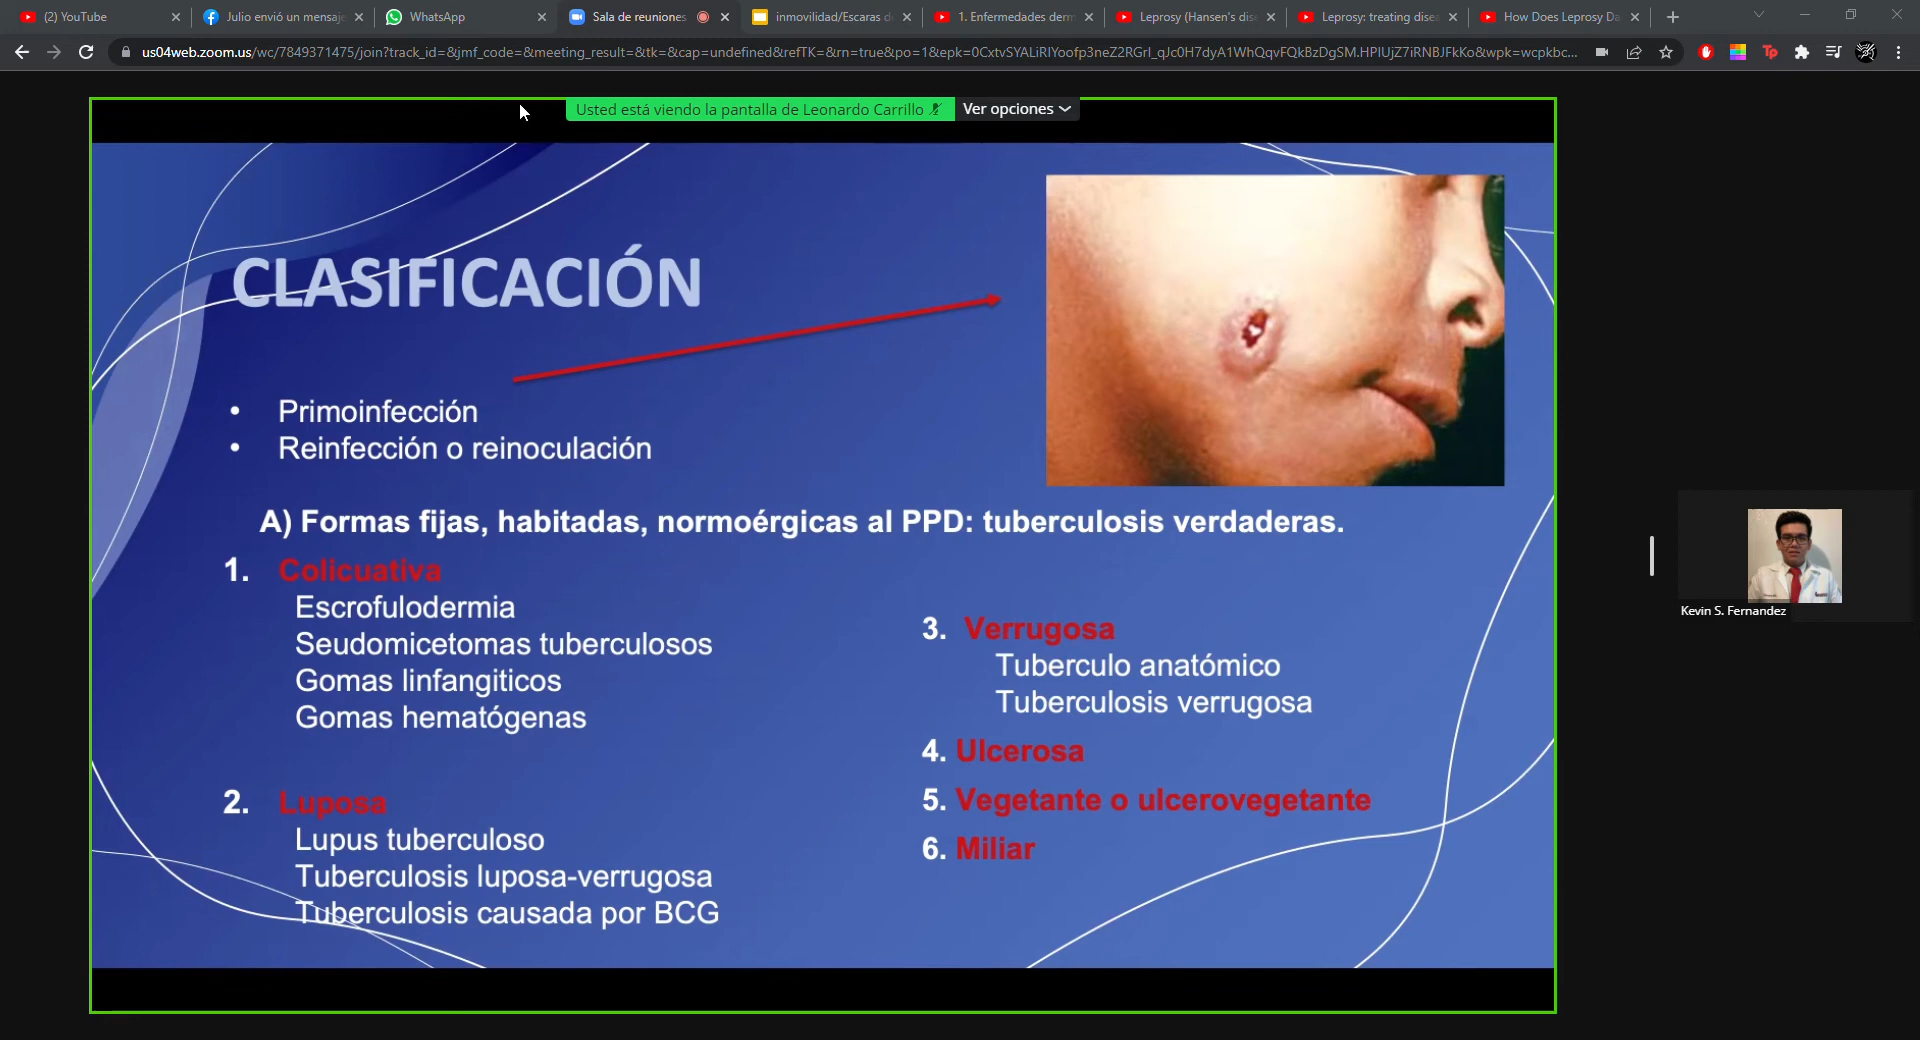 (2) YouTube
Julio envió un mensaje
WhatsApp
Sala de reuniones
inmovilidad/Escaras d
1. Enfermedades derm
Leprosy (Hansen's dise
Leprosy: treating disea
How Does Leprosy Da
us04web.zoom.us/wc/7849371475/join?track_id=&jmf_code=&meeting_result=&tk=&cap=undefined&refTK=&rn=true&po=1&epk=
Usted está viendo la pantalla de Leonardo Carrillo
Ver opciones
CLASIFICACIÓN
• Primoinfección
• Reinfección o reinoculación
A) Formas fijas, habitadas, normoérgicas al PPD: tuberculosis verdaderas.
1. Colicuativa
Escrofulodermia
Seudomicetomas tuberculosos
Gomas linfangiticos
Gomas hematógenas
2. Luposa
Lupus tuberculoso
Tuberculosis luposa-verrugosa
Tuberculosis causada por BCG
3. Verrugosa
Tuberculo anatómico
Tuberculosis verrugosa
4. Ulcerosa
5. Vegetante o ulcerovegetante
6. Miliar
Kevin S. Fernandez